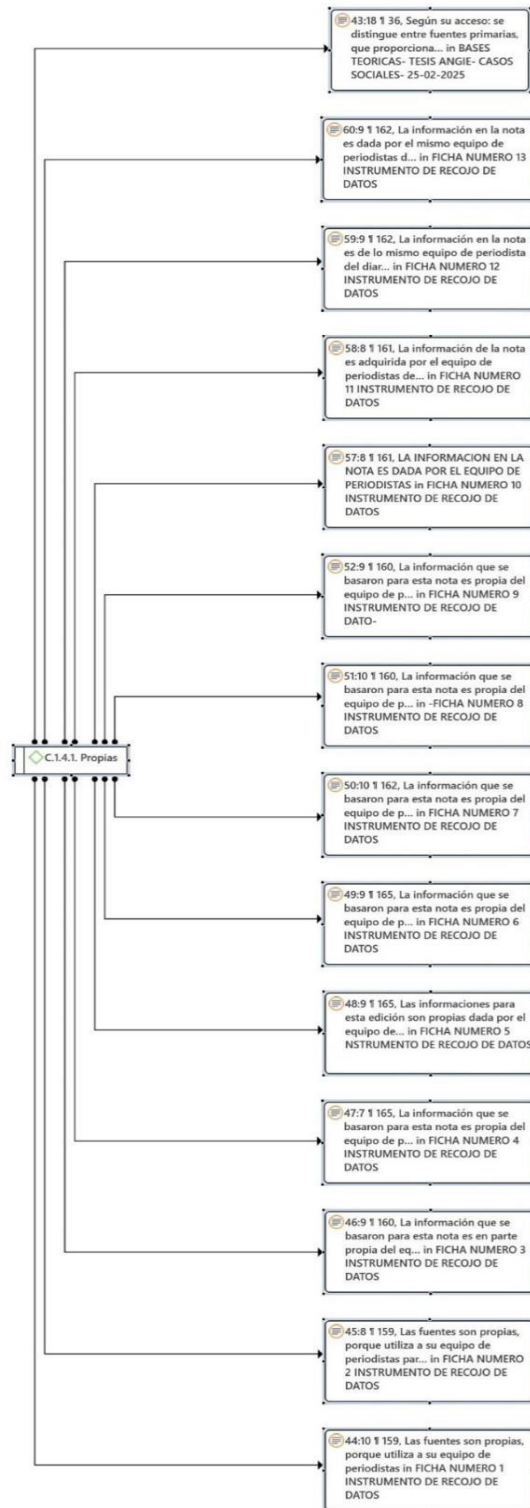 43:18 ¶ 36, Según su acceso: se
distingue entre fuentes primarias,
que proporciona... in BASES
TEORICAS- TESIS ANGIE- CASOS
SOCIALES- 25-02-2025
60:9 ¶ 162, La información en la nota
es dada por el mismo equipo de
periodistas d... in FICHA NUMERO 13
INSTRUMENTO DE RECOJO DE
DATOS
59:9 ¶ 162, La información en la nota
es de lo mismo equipo de periodista
del diar... in FICHA NUMERO 12
INSTRUMENTO DE RECOJO DE
DATOS
58:8 ¶ 161, La información de la nota
es adquirida por el equipo de
periodistas de... in FICHA NUMERO
11 INSTRUMENTO DE RECOJO DE
DATOS
57:8 ¶ 161, LA INFORMACION EN LA
NOTA ES DADA POR EL EQUIPO DE
PERIODISTAS in FICHA NUMERO 10
INSTRUMENTO DE RECOJO DE
DATOS
52:9 ¶ 160, La información que se
basaron para esta nota es propia del
equipo de p... in FICHA NUMERO 9
INSTRUMENTO DE RECOJO DE
DATO-
51:10 ¶ 160, La información que se
basaron para esta nota es propia del
equipo de p... in -FICHA NUMERO 8
INSTRUMENTO DE RECOJO DE
DATOS
C.1.4.1. Propias
50:10 ¶ 162, La información que se
basaron para esta nota es propia del
equipo de p... in FICHA NUMERO 7
INSTRUMENTO DE RECOJO DE
DATOS
49:9 ¶ 165, La información que se
basaron para esta nota es propia del
equipo de p... in FICHA NUMERO 6
INSTRUMENTO DE RECOJO DE
DATOS
48:9 ¶ 165, Las informaciones para
esta edición son propias dada por el
equipo de... in FICHA NUMERO 5
NSTRUMENTO DE RECOJO DE DATOS
47:7 ¶ 165, La información que se
basaron para esta nota es propia del
equipo de p... in FICHA NUMERO 4
INSTRUMENTO DE RECOJO DE
DATOS
46:9 ¶ 160, La información que se
basaron para esta nota es en parte
propia del eq... in FICHA NUMERO 3
INSTRUMENTO DE RECOJO DE
DATOS
45:8 ¶ 159, Las fuentes son propias,
porque utiliza a su equipo de
periodistas par... in FICHA NUMERO
2 INSTRUMENTO DE RECOJO DE
DATOS
44:10 ¶ 159, Las fuentes son propias,
porque utiliza a su equipo de
periodistas in FICHA NUMERO 1
INSTRUMENTO DE RECOJO DE
DATOS